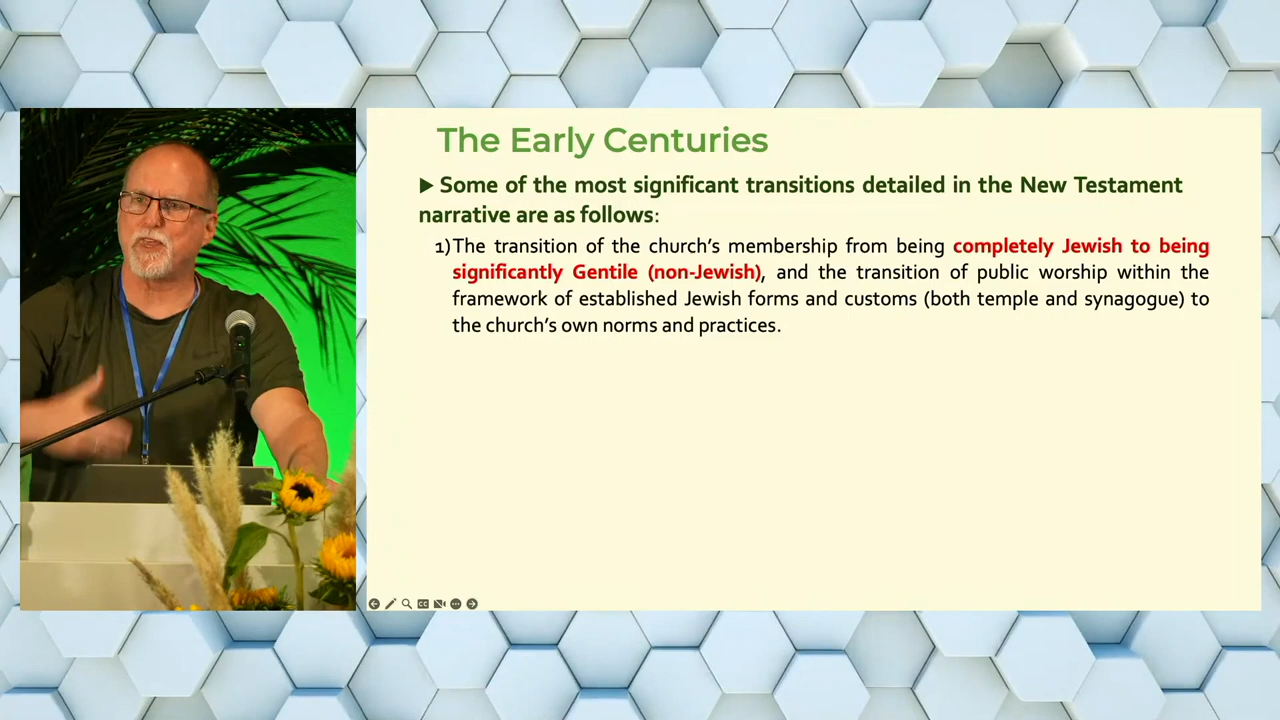 The Early Centuries
▶ Some of the most significant transitions detailed in the New Testament
narrative are as follows:
1)The transition of the church’s membership from being completely Jewish to being
significantly Gentile (non-Jewish), and the transition of public worship within the
framework of established Jewish forms and customs (both temple and synagogue) to
the church’s own norms and practices.
CC